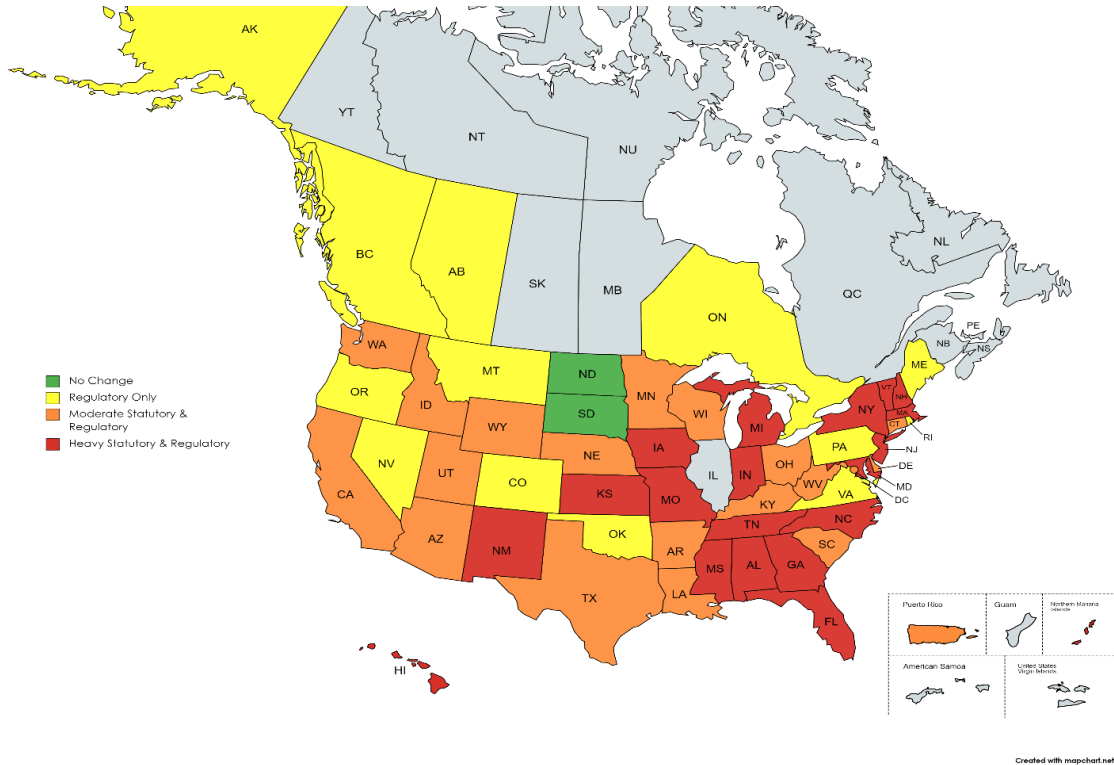 AK
YT
NT
NU
BC
AB
SK
MB
ON
QC
NL
PE
NB
NS
WA
MT
ND
MN
ME
VT
NH
OR
ID
SD
WI
MI
NY
MA
CT
RI
WY
NE
IA
PA
NJ
NV
UT
CO
IL
IN
OH
WV
DE
MD
DC
CA
KS
MO
KY
VA
AZ
NM
OK
AR
TN
NC
SC
TX
LA
MS
AL
GA
FL
HI
No Change
Regulatory Only
Moderate Statutory &
Regulatory
Heavy Statutory & Regulatory
Puerto Rico
Guam
Northern Mariana
Islands
American Samoa
United States
Virgin Islands
Created with mapchart.net